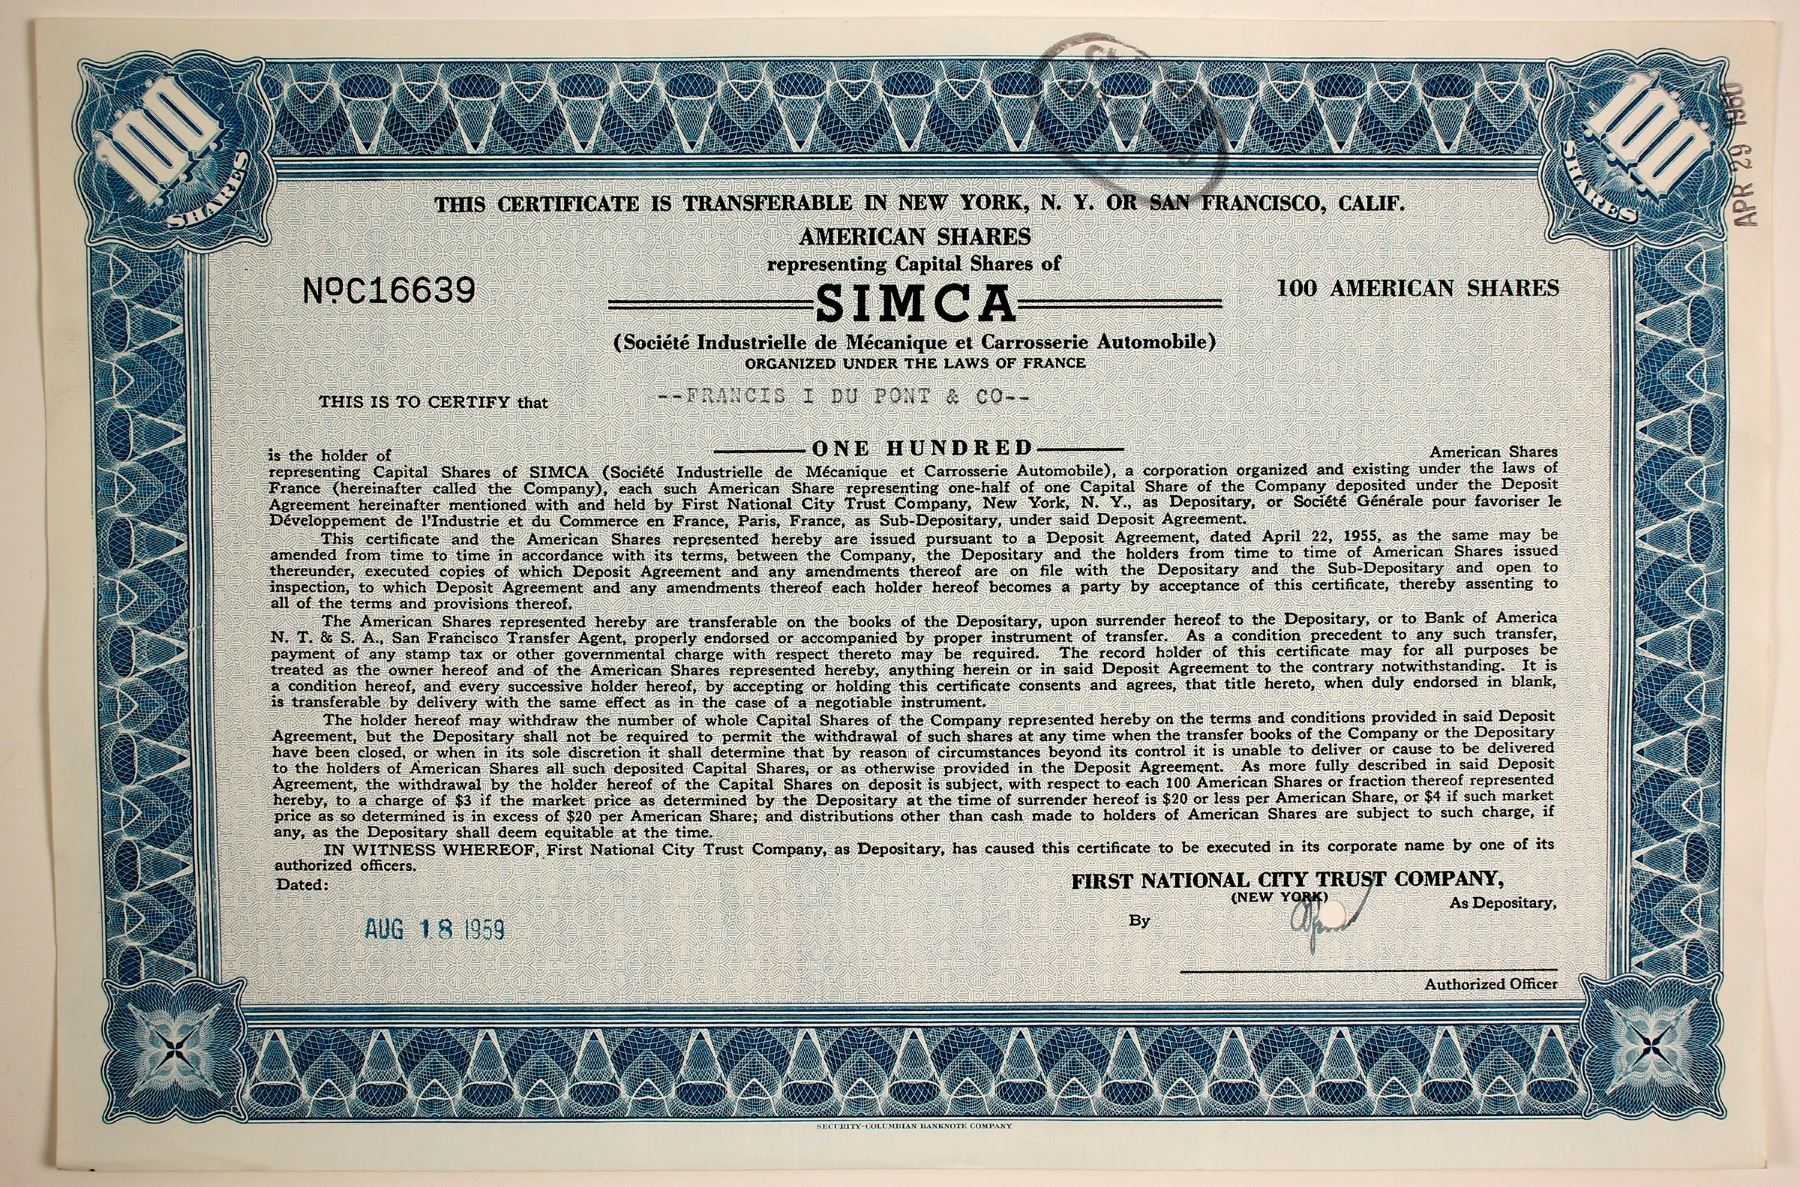 100
SHARES
100
SHARES
APR 29 1960
THIS CERTIFICATE IS TRANSFERABLE IN NEW YORK, N. Y. OR SAN FRANCISCO, CALIF.
AMERICAN SHARES
representing Capital Shares of
NºC16639
SIMCA
100 AMERICAN SHARES
(Société Industrielle de Mécanique et Carrosserie Automobile)
ORGANIZED UNDER THE LAWS OF FRANCE
THIS IS TO CERTIFY that --FRANCIS I DU PONT & CO--
is the holder of ONE HUNDRED American Shares
representing Capital Shares of SIMCA (Société Industrielle de Mécanique et Carrosserie Automobile), a corporation organized and existing under the laws of
France (hereinafter called the Company), each such American Share representing one-half of one Capital Share of the Company deposited under the Deposit
Agreement hereinafter mentioned with and held by First National City Trust Company, New York, N. Y., as Depositary, or Société Générale pour favoriser le
Développement de l'Industrie et du Commerce en France, Paris, France, as Sub-Depositary, under said Deposit Agreement.
This certificate and the American Shares represented hereby are issued pursuant to a Deposit Agreement, dated April 22, 1955, as the same may be
amended from time to time in accordance with its terms, between the Company, the Depositary and the holders from time to time of American Shares issued
thereunder, executed copies of which Deposit Agreement and any amendments thereof are on file with the Depositary and the Sub-Depositary and open to
inspection, to which Deposit Agreement and any amendments thereof each holder hereof becomes a party by acceptance of this certificate, thereby assenting to
all of the terms and provisions thereof.
The American Shares represented hereby are transferable on the books of the Depositary, upon surrender hereof to the Depositary, or to Bank of America
N. T. & S. A., San Francisco Transfer Agent, properly endorsed or accompanied by proper instrument of transfer. As a condition precedent to any such transfer,
payment of any stamp tax or other governmental charge with respect thereto may be required. The record holder of this certificate may for all purposes be
treated as the owner hereof and of the American Shares represented hereby, anything herein or in said Deposit Agreement to the contrary notwithstanding. It is
a condition hereof, and every successive holder hereof, by accepting or holding this certificate consents and agrees, that title hereto, when duly endorsed in blank,
is transferable by delivery with the same effect as in the case of a negotiable instrument.
The holder hereof may withdraw the number of whole Capital Shares of the Company represented hereby on the terms and conditions provided in said Deposit
Agreement, but the Depositary shall not be required to permit the withdrawal of such shares at any time when the transfer books of the Company or the Depositary
have been closed, or when in its sole discretion it shall determine that by reason of circumstances beyond its control it is unable to deliver or cause to be delivered
to the holders of American Shares all such deposited Capital Shares, or as otherwise provided in the Deposit Agreement. As more fully described in said Deposit
Agreement, the withdrawal by the holder hereof of the Capital Shares on deposit is subject, with respect to each 100 American Shares or fraction thereof represented
hereby, to a charge of $3 if the market price as determined by the Depositary at the time of surrender hereof is $20 or less per American Share, or $4 if such market
price as so determined is in excess of $20 per American Share; and distributions other than cash made to holders of American Shares are subject to such charge, if
any, as the Depositary shall deem equitable at the time.
IN WITNESS WHEREOF, First National City Trust Company, as Depositary, has caused this certificate to be executed in its corporate name by one of its
authorized officers.
Dated:
AUG 18 1959
FIRST NATIONAL CITY TRUST COMPANY,
(NEW YORK)
As Depositary,
By
Authorized Officer
SECURITY-COLUMBIAN BANKNOTE COMPANY